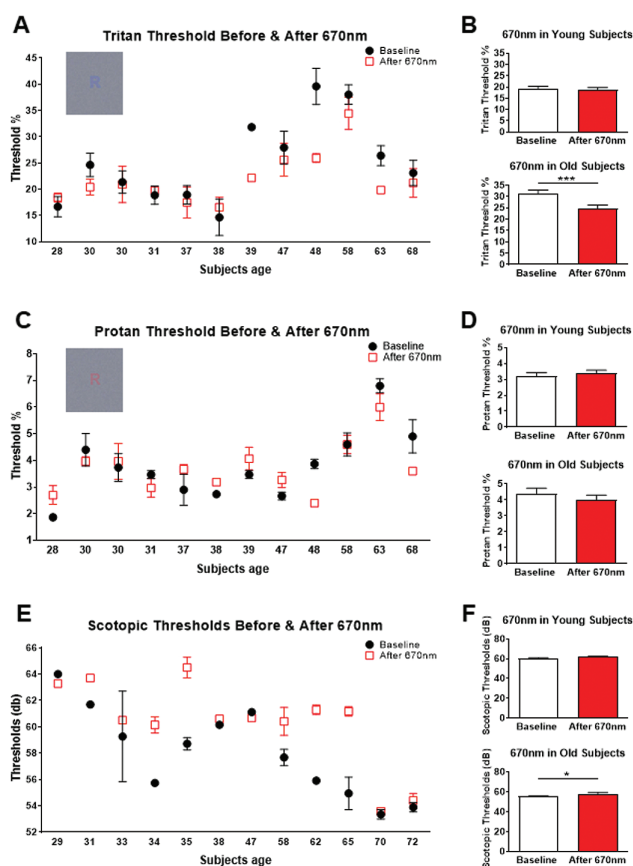 A
Tritan Threshold Before & After 670nm
Baseline
After 670nm
R
Threshold %
45
40
35
30
25
20
15
10
28 30 30 31 37 38 39 47 48 58 63 68
Subjects age
B
670nm in Young Subjects
Tritan Threshold %
35
30
25
20
15
10
5
0
Baseline After 670nm
670nm in Old Subjects
***
Tritan Threshold %
35
30
25
20
15
10
5
0
Baseline After 670nm
C
Protan Threshold Before & After 670nm
Baseline
After 670nm
R
Threshold %
8
7
6
5
4
3
2
1
28 30 30 31 37 38 39 47 48 58 63 68
Subjects age
D
670nm in Young Subjects
Protan Threshold %
5
4
3
2
1
0
Baseline After 670nm
670nm in Old Subjects
Protan Threshold %
5
4
3
2
1
0
Baseline After 670nm
E
Scotopic Thresholds Before & After 670nm
Baseline
After 670nm
Thresholds (db)
66
64
62
60
58
56
54
52
29 31 33 34 35 38 47 58 62 65 70 72
Subjects age
F
670nm in Young Subjects
Scotopic Thresholds (dB)
80
60
40
20
0
Baseline After 670nm
670nm in Old Subjects
*
Scotopic Thresholds (dB)
80
60
40
20
0
Baseline After 670nm